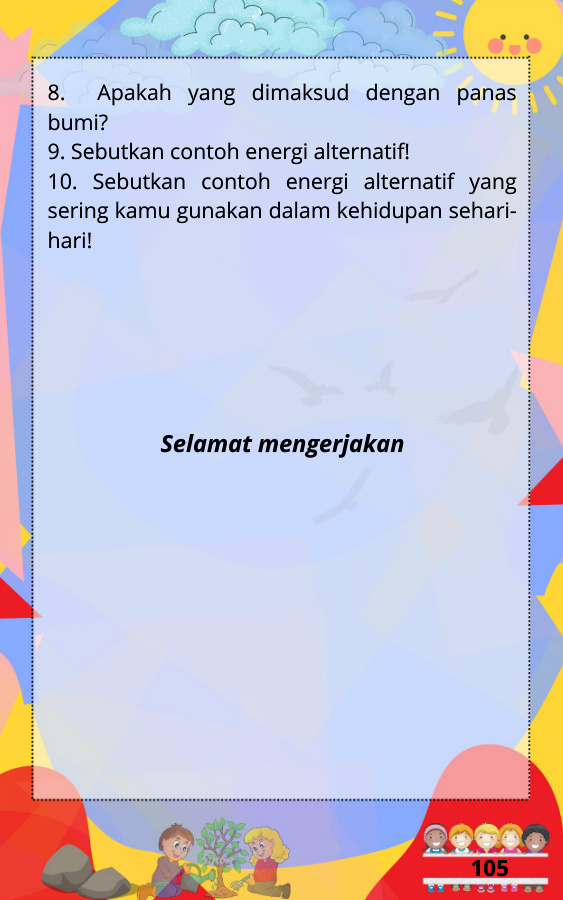 8. Apakah yang dimaksud dengan panas
bumi?
9. Sebutkan contoh energi alternatif!
10. Sebutkan contoh energi alternatif yang
sering kamu gunakan dalam kehidupan sehari-
hari!
Selamat mengerjakan
105